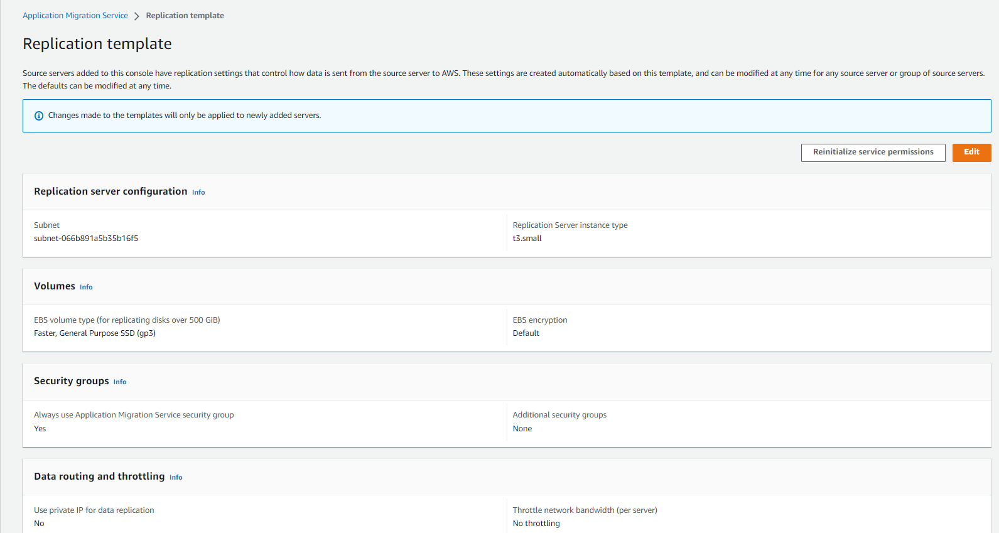 Application Migration Service > Replication template
Replication template
Source servers added to this console have replication settings that control how data is sent from the source server to AWS. These settings are created automatically based on this template, and can be modified at any time for any source server or group of source servers.
The defaults can be modified at any time.
Changes made to the templates will only be applied to newly added servers.
Reinitialize service permissions Edit
Replication server configuration Info
Subnet Replication Server instance type
subnet-066b891a5b35b16f5 t3.small
Volumes Info
EBS volume type (for replicating disks over 500 GiB) EBS encryption
Faster, General Purpose SSD (gp3) Default
Security groups Info
Always use Application Migration Service security group Additional security groups
Yes None
Data routing and throttling Info
Use private IP for data replication Throttle network bandwidth (per server)
No No throttling